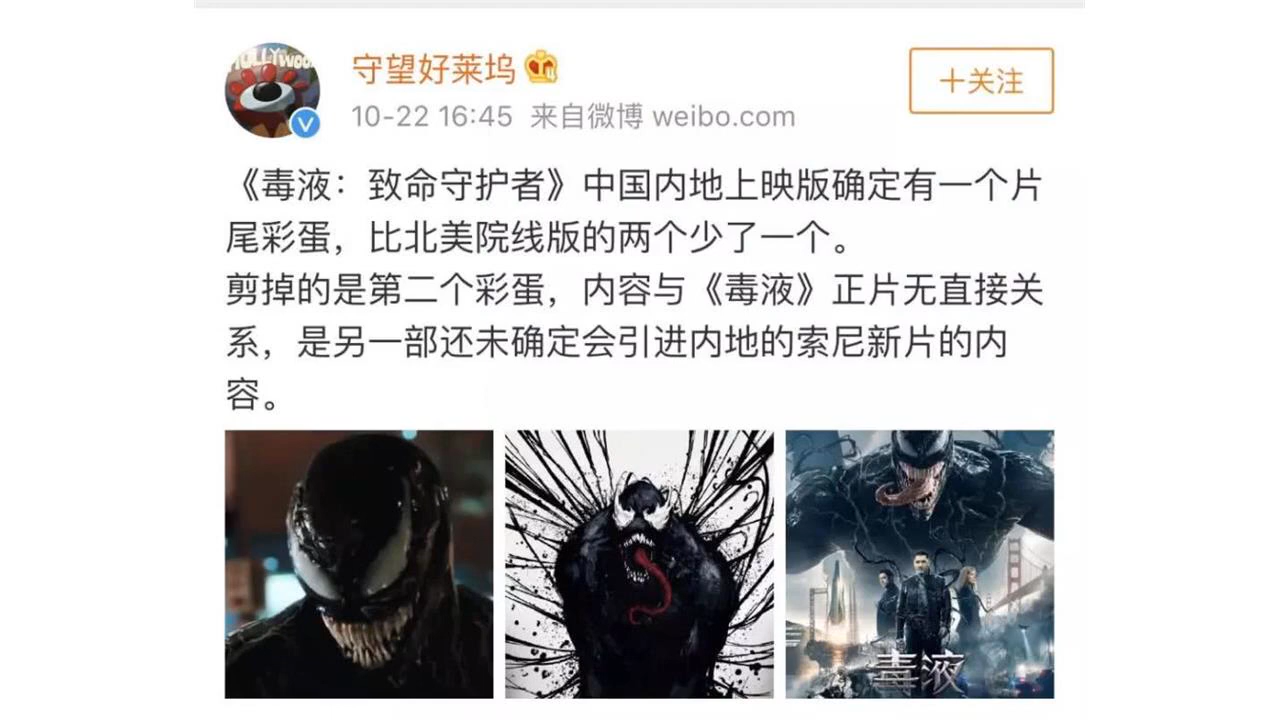 HOLLYWOOD
守望好莱坞
10-22 16:45 来自微博 weibo.com
十关注
《毒液：致命守护者》中国内地上映版确定有一个片
尾彩蛋，比北美院线版的两个少了一个。
剪掉的是第二个彩蛋，内容与《毒液》正片无直接关
系，是另一部还未确定会引进内地的索尼新片的内
容。
毒液